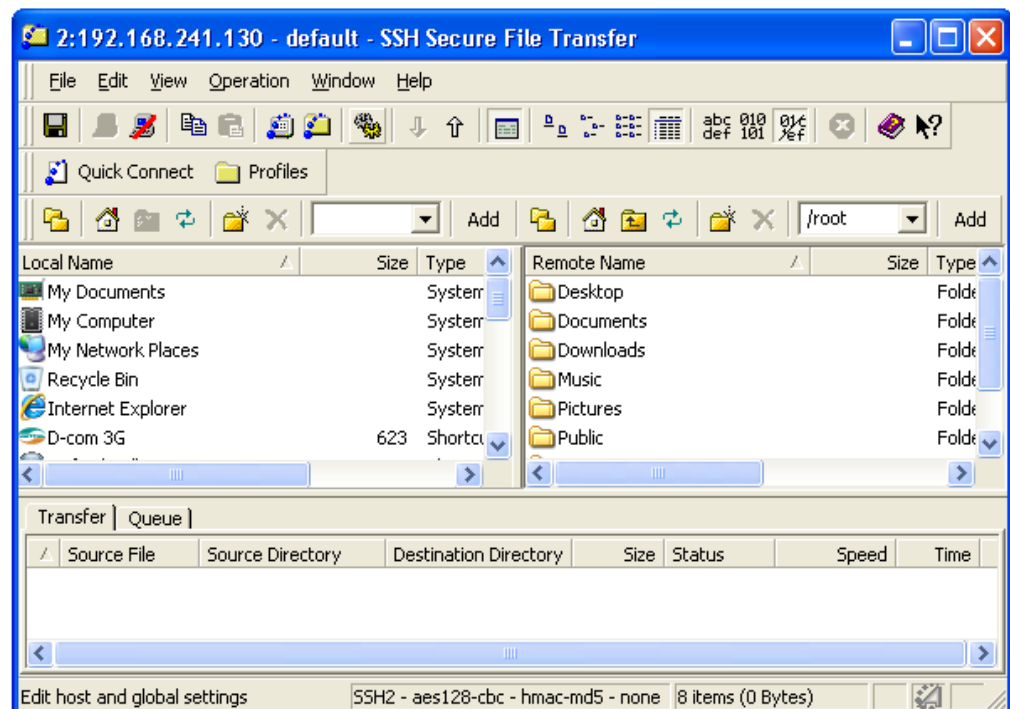 2:192.168.241.130 - default - SSH Secure File Transfer
File Edit View Operation Window Help
abc def 010 101
Quick Connect Profiles
Add /root Add
Local Name Size Type Remote Name Size Type
My Documents System Desktop Folde
My Computer System Documents Folde
My Network Places System Downloads Folde
Recycle Bin System Music Folde
Internet Explorer System Pictures Folde
D-com 3G 623 Shortcu Public Folde
Transfer Queue
Source File Source Directory Destination Directory Size Status Speed Time
Edit host and global settings SSH2 - aes128-cbc - hmac-md5 - none 8 items (0 Bytes)